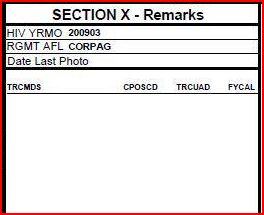 SECTION X - Remarks
HIV YRMO 200903
RGMT AFL CORPAG
Date Last Photo
TRCMDS CPOSCD TRCUAD FYCAL